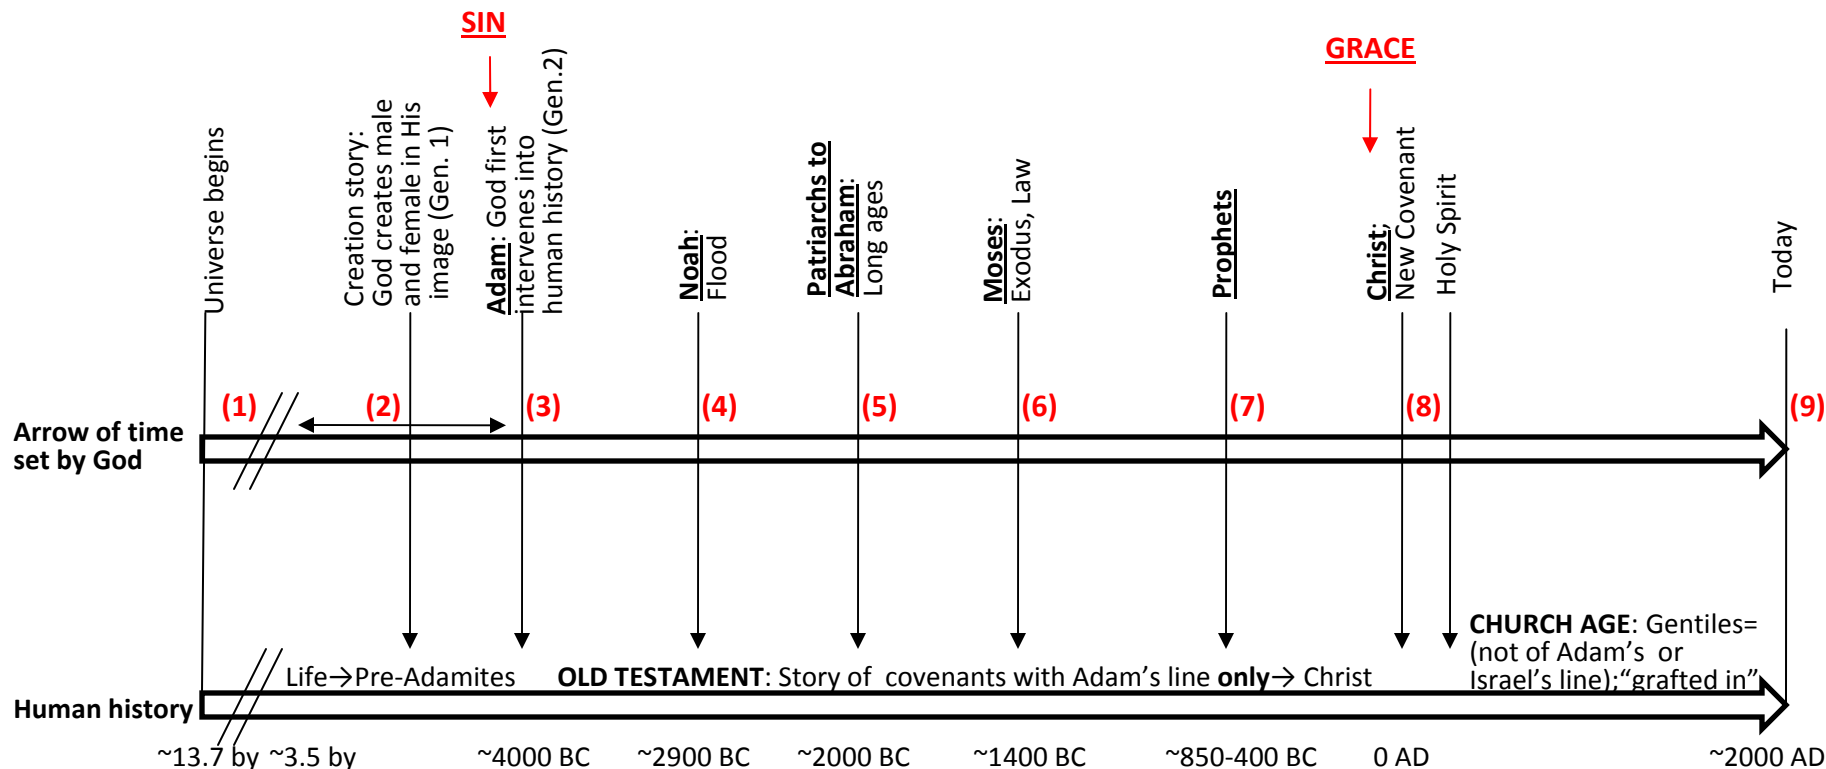 SIN
GRACE
Universe begins
Creation story:
God creates male
and female in His
image (Gen. 1)
Adam: God first
intervenes into
human history (Gen.2)
Noah:
Flood
Patriarchs to
Abraham:
Long ages
Moses:
Exodus, Law
Prophets
Christ;
New Covenant
Holy Spirit
Today
(1)
(2)
(3)
(4)
(5)
(6)
(7)
(8)
(9)
Arrow of time
set by God
CHURCH AGE: Gentiles=
(not of Adam's or
Israel's line);"grafted in"
Life→Pre-Adamites
OLD TESTAMENT: Story of covenants with Adam's line only→ Christ
Human history
~13.7 by
~3.5 by
~4000 BC
~2900 BC
~2000 BC
~1400 BC
~850-400 BC
0 AD
~2000 AD